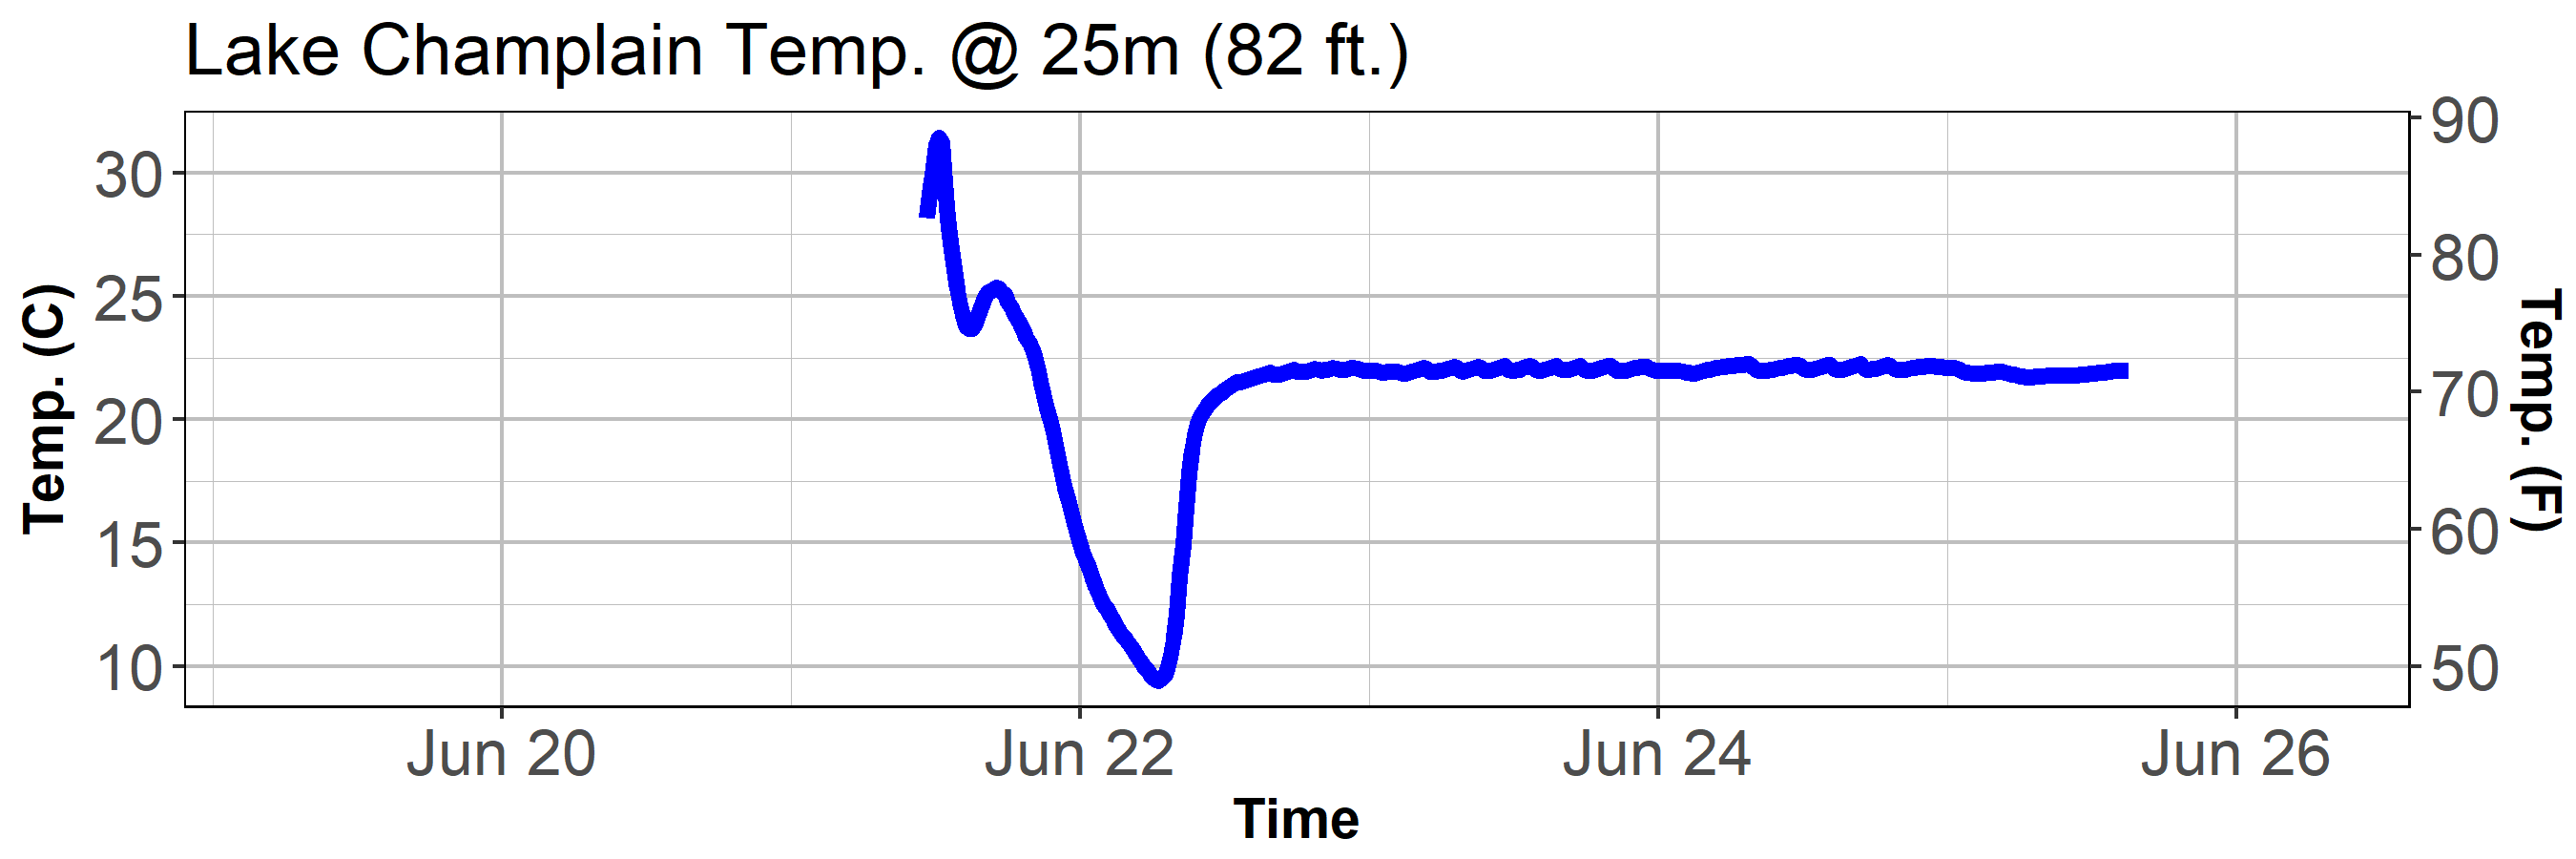 Lake Champlain Temp. @ 25m (82 ft.)
Temp. (C)
30
25
20
15
10
90
80
70
60
50
Temp. (F)
Jun 20
Jun 22
Jun 24
Jun 26
Time